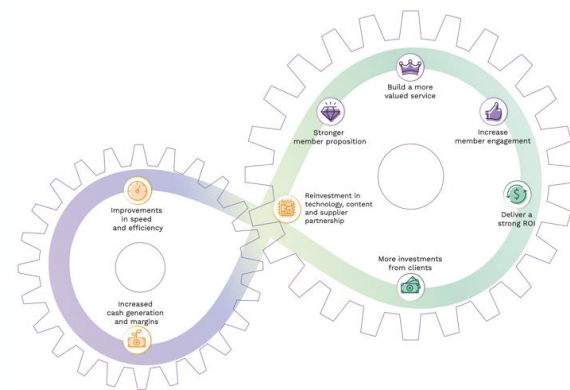 Build a more
valued service
Stronger
member proposition
Increase
member engagement
Reinvestment in
technology, content
and supplier
partnership
Deliver a
strong ROI
More investments
from clients
Improvements
in speed
and efficiency
Increased
cash generation
and margins